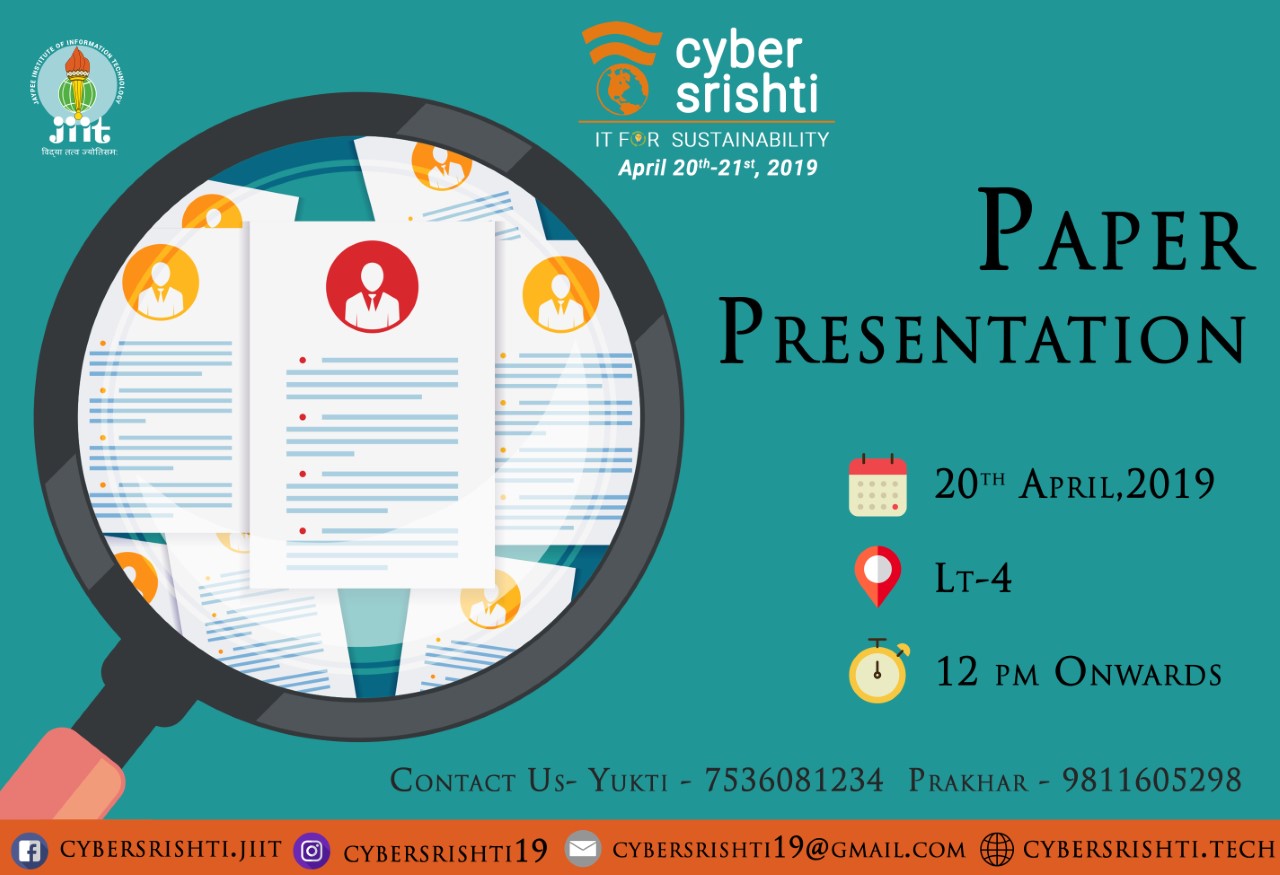 JAYPEE INSTITUTE OF INFORMATION TECHNOLOGY
jiit
विद्या तत्व ज्योतिसम:
cyber
srishti
IT FOR SUSTAINABILITY
April 20th-21st, 2019
PAPER
PRESENTATION
20TH APRIL,2019
LT-4
12 PM ONWARDS
CONTACT US- YUKTI - 7536081234 PRAKHAR - 9811605298
CYBERSRISHTI.JIIT CYBERSRISHTI19 CYBERSRISHTI19@GMAIL.COM CYBERSRISHTI.TECH